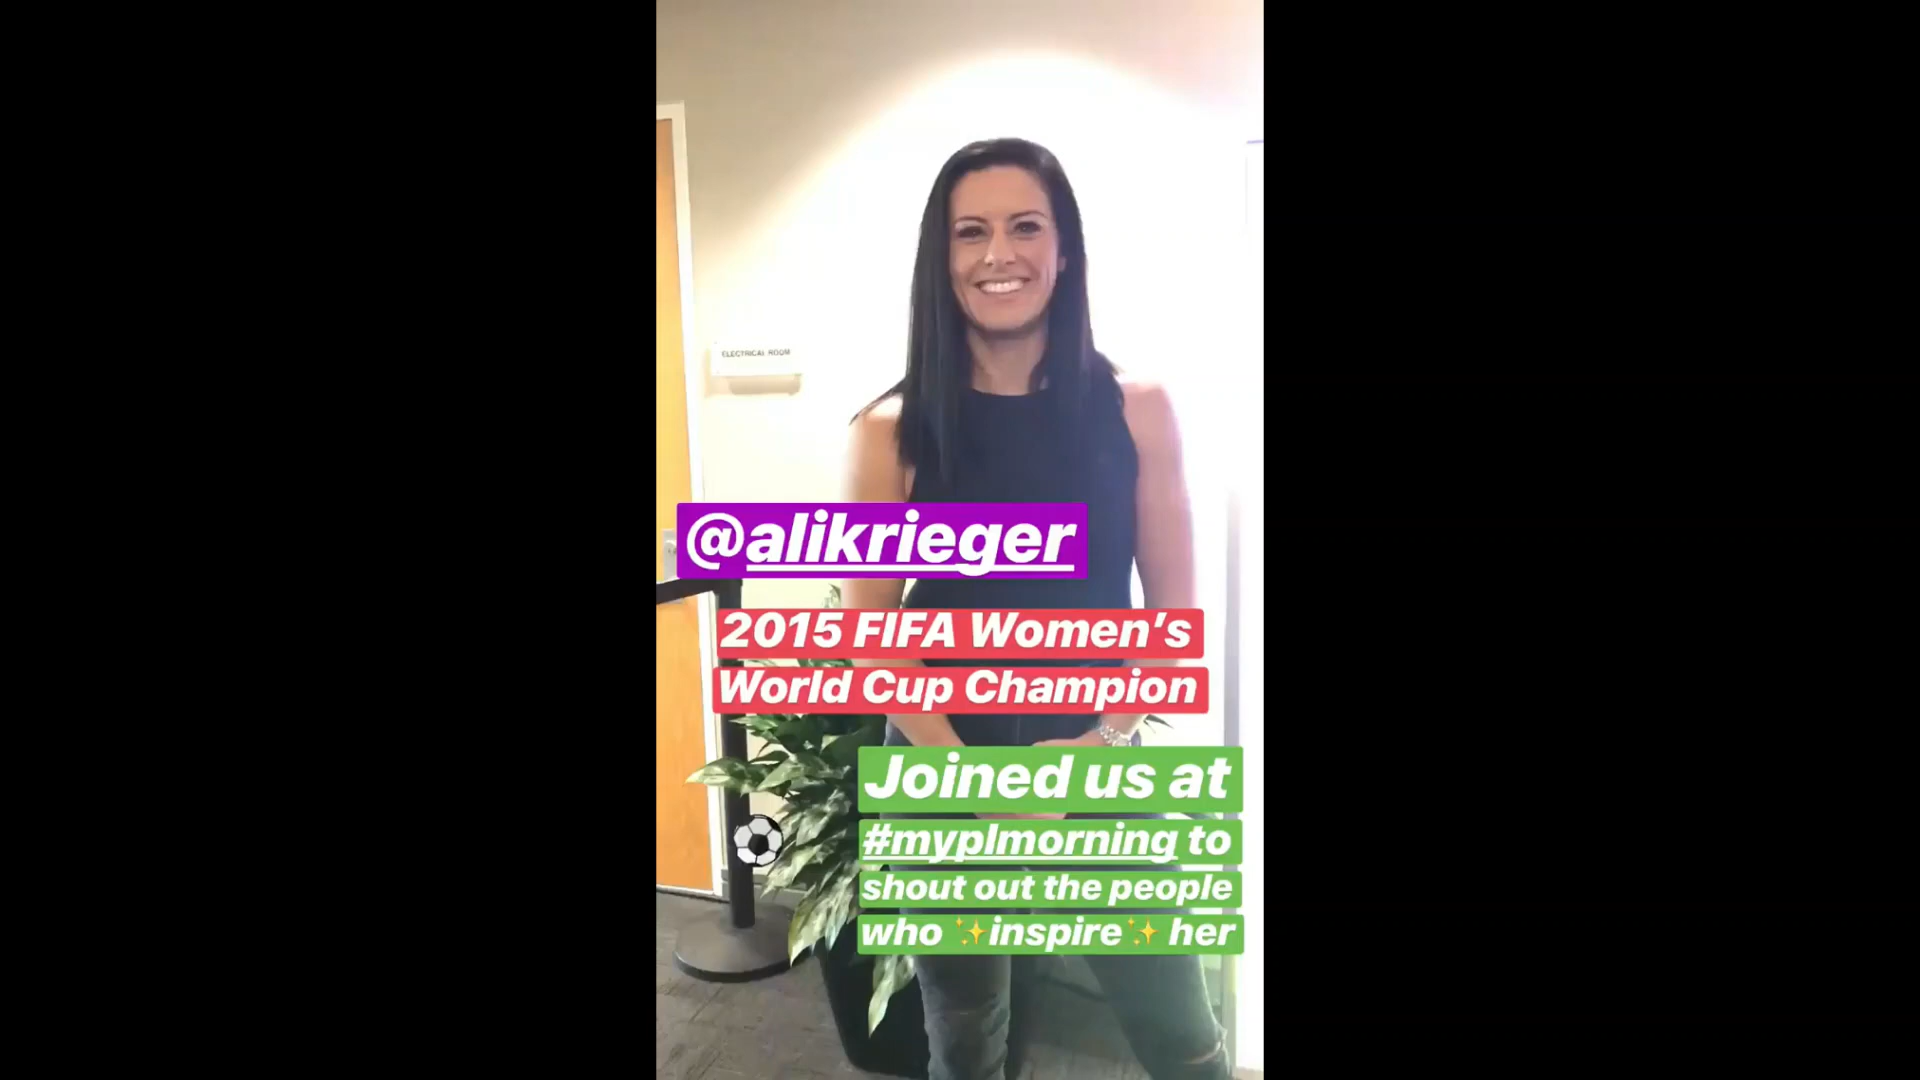 ELECTRICAL ROOM
@alikrieger
2015 FIFA Women's
World Cup Champion
Joined us at
#myplmorning to
shout out the people
who ✨inspire✨ her